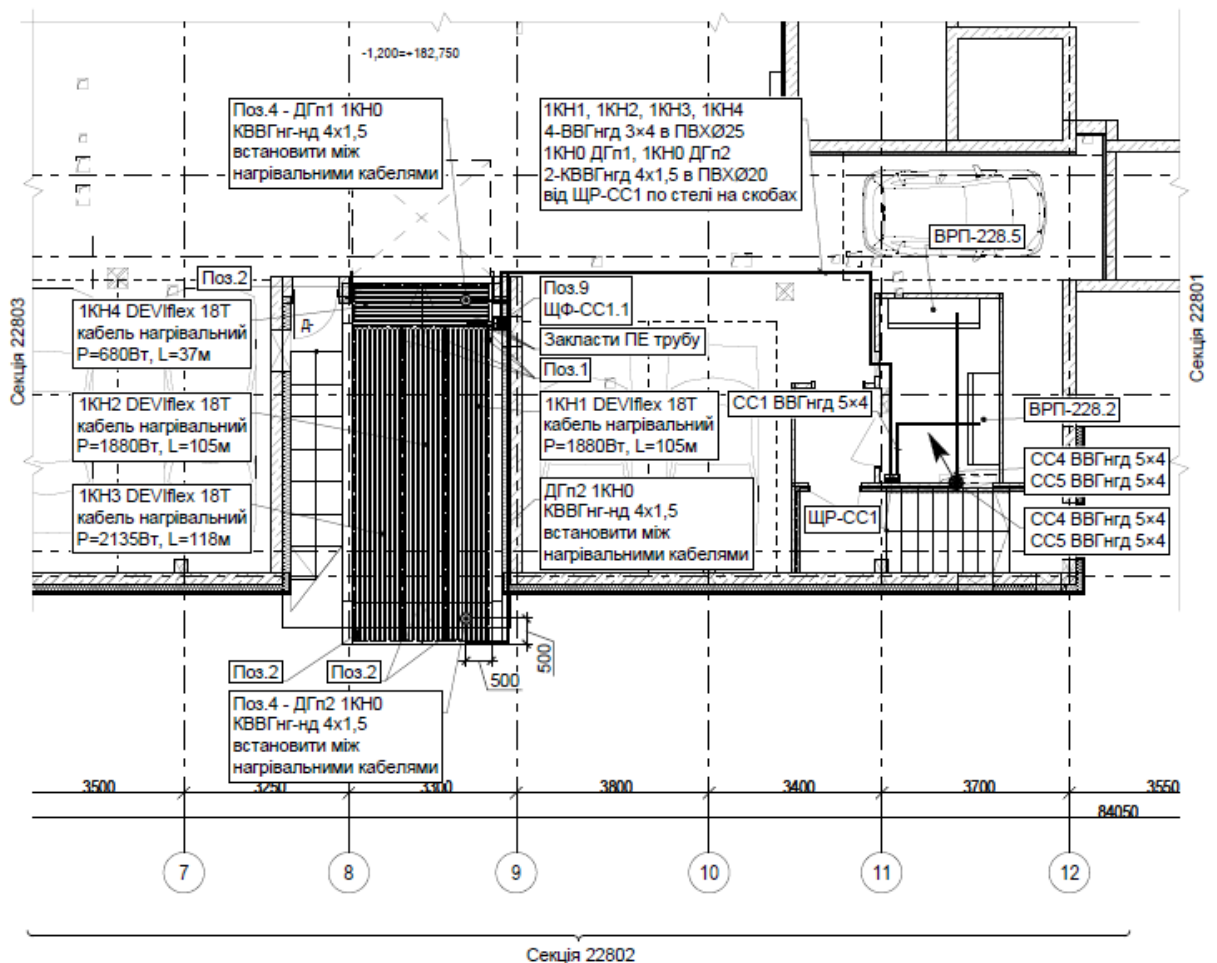 -1,200=+182,750
Поз.4 - ДГп1 1КН0
КВВГнг-нд 4х1,5
встановити між
нагрівальними кабелями
1КН1, 1КН2, 1КН3, 1КН4
4-ВВГнгд 3×4 в ПВХØ25
1КН0 ДГп1, 1КН0 ДГп2
2-КВВГнгд 4х1,5 в ПВХØ20
від ЩР-СС1 по стелі на скобах
ВРП-228.5
Поз.2
1КН4 DEVIflex 18T
кабель нагрівальний
Р=680Вт, L=37м
Д-
Поз.9
ЩФ-СС1.1
Закласти ПЕ трубу
Поз.1
Секція 22803
Секція 22801
1КН2 DEVIflex 18T
кабель нагрівальний
Р=1880Вт, L=105м
1КН1 DEVIflex 18T
кабель нагрівальний
Р=1880Вт, L=105м
СС1 ВВГнгд 5×4
ВРП-228.2
СС4 ВВГнгд 5×4
СС5 ВВГнгд 5×4
1КН3 DEVIflex 18T
кабель нагрівальний
Р=2135Вт, L=118м
ДГп2 1КН0
КВВГнг-нд 4х1,5
встановити між
нагрівальними кабелями
ЩР-СС1
СС4 ВВГнгд 5×4
СС5 ВВГнгд 5×4
500
500
Поз.2
Поз.2
Поз.4 - ДГп2 1КН0
КВВГнг-нд 4х1,5
встановити між
нагрівальними кабелями
3500 3250 3300 3800 3400 3700 3550
84050
7 8 9 10 11 12
Секція 22802